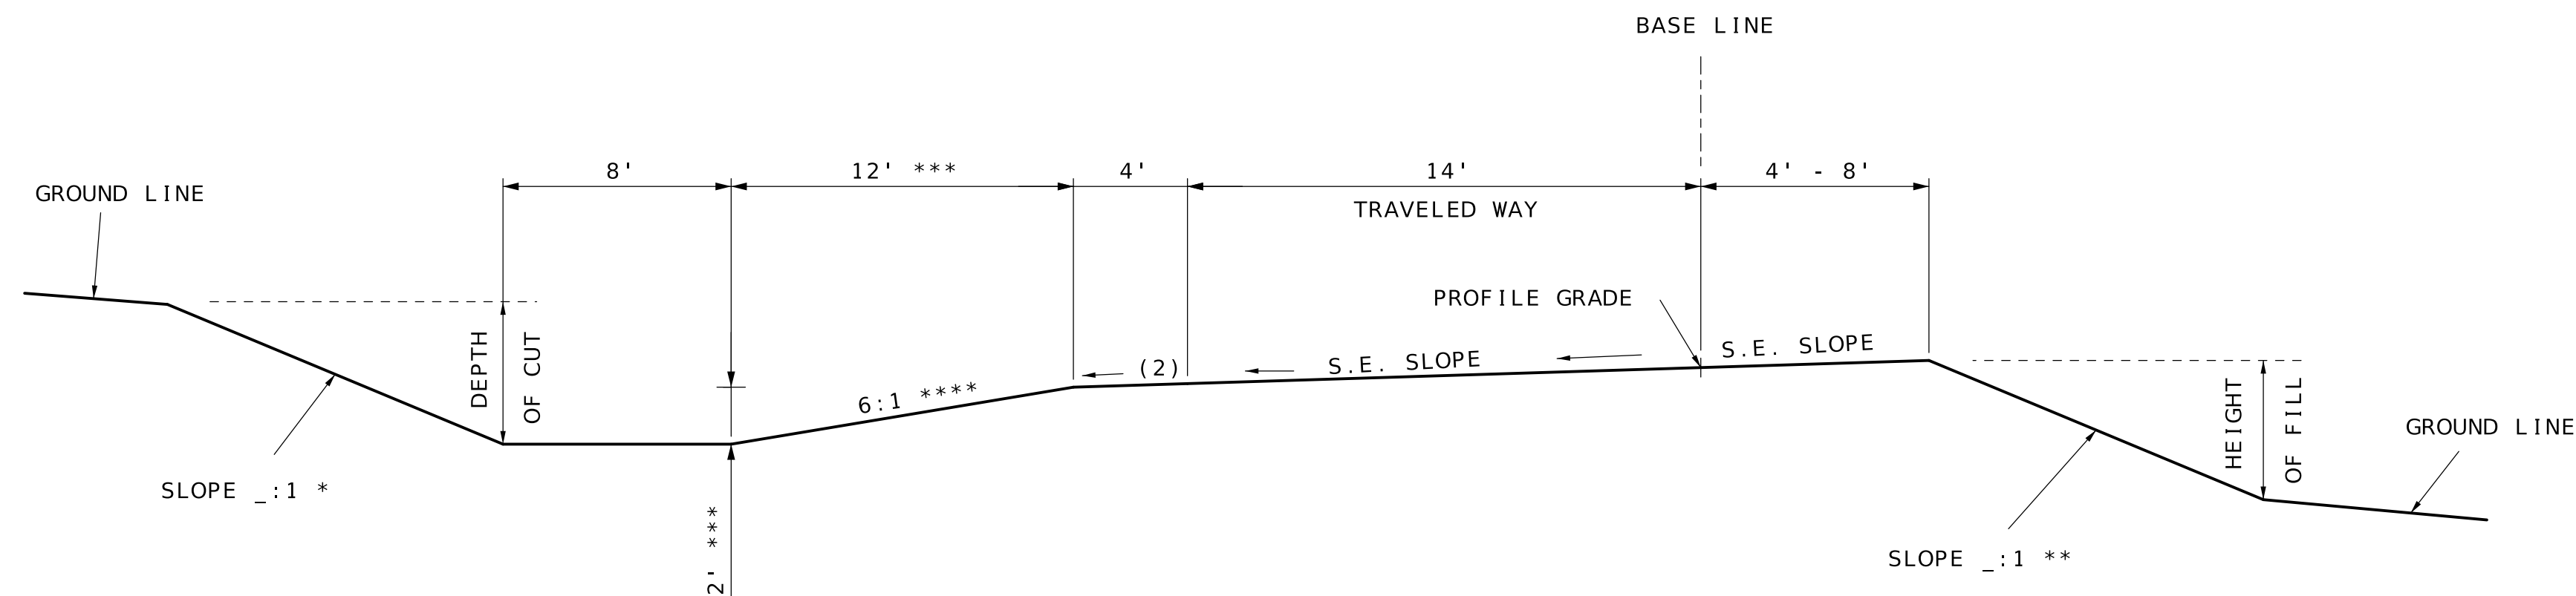 BASE LINE
8'
12' ***
4'
14'
4' - 8'
GROUND LINE
TRAVELED WAY
PROFILE GRADE
DEPTH
OF CUT
6:1 ****
(2)
S.E. SLOPE
S.E. SLOPE
HEIGHT
OF FILL
GROUND LINE
SLOPE _:1 *
2' ***
SLOPE _:1 **